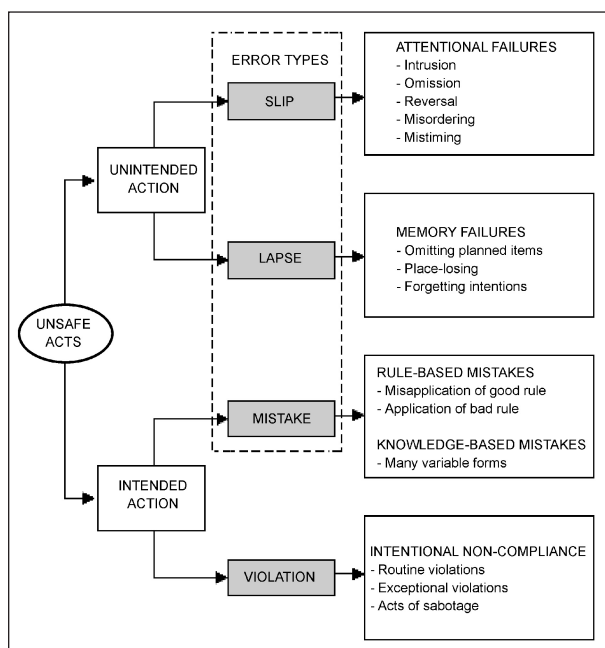 ERROR TYPES
SLIP
ATTENTIONAL FAILURES
- Intrusion
- Omission
- Reversal
- Misordering
- Mistiming
UNINTENDED
ACTION
LAPSE
MEMORY FAILURES
- Omitting planned items
- Place-losing
- Forgetting intentions
UNSAFE
ACTS
MISTAKE
RULE-BASED MISTAKES
- Misapplication of good rule
- Application of bad rule
KNOWLEDGE-BASED MISTAKES
- Many variable forms
INTENDED
ACTION
VIOLATION
INTENTIONAL NON-COMPLIANCE
- Routine violations
- Exceptional violations
- Acts of sabotage